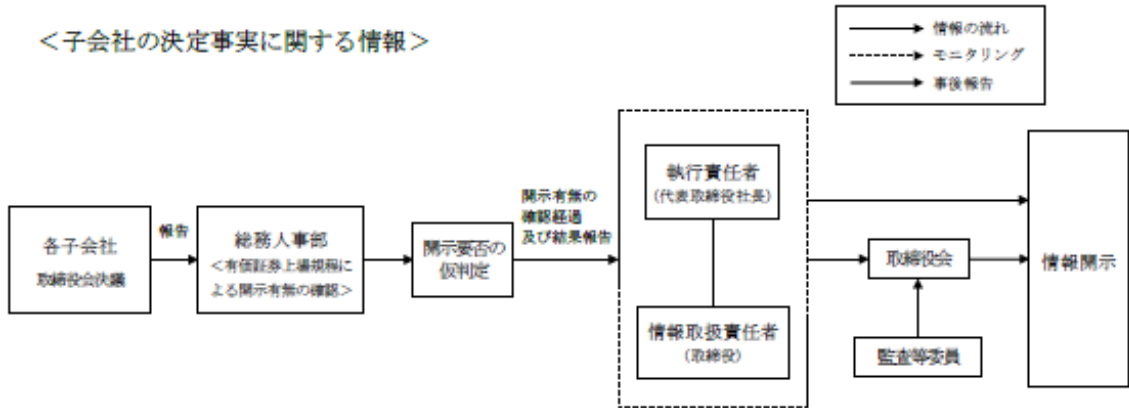 ＜子会社の決定事実に関する情報＞
情報の流れ
モニタリング
事後報告
各子会社
取締役会決議
報告
総務人事部
＜有価証券上場規程に
よる開示有無の確認＞
開示要否の
仮判定
開示有無の
確認経過
及び結果報告
執行責任者
（代表取締役社長）
情報取扱責任者
（取締役）
取締役会
監査等委員
情報開示